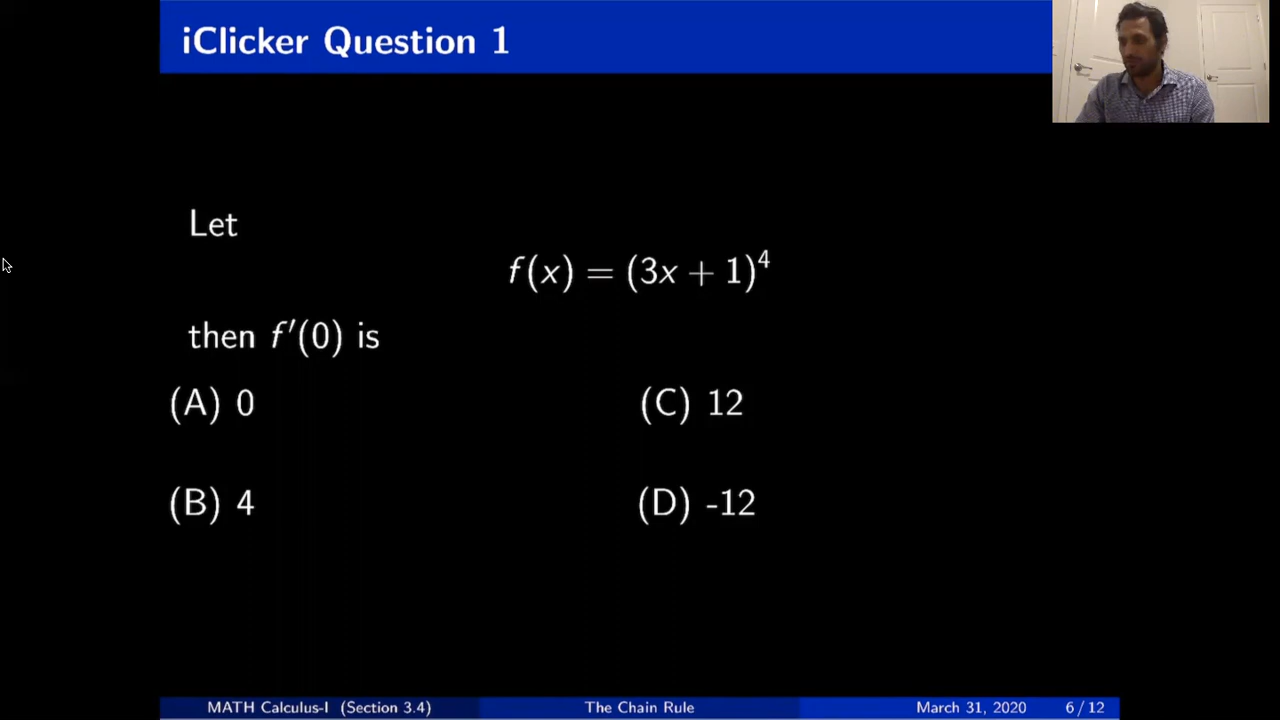 iClicker Question 1
Let
f(x) = (3x + 1)⁴
then f′(0) is
(A) 0
(C) 12
(B) 4
(D) -12
MATH Calculus-I (Section 3.4) The Chain Rule March 31, 2020 6 / 12